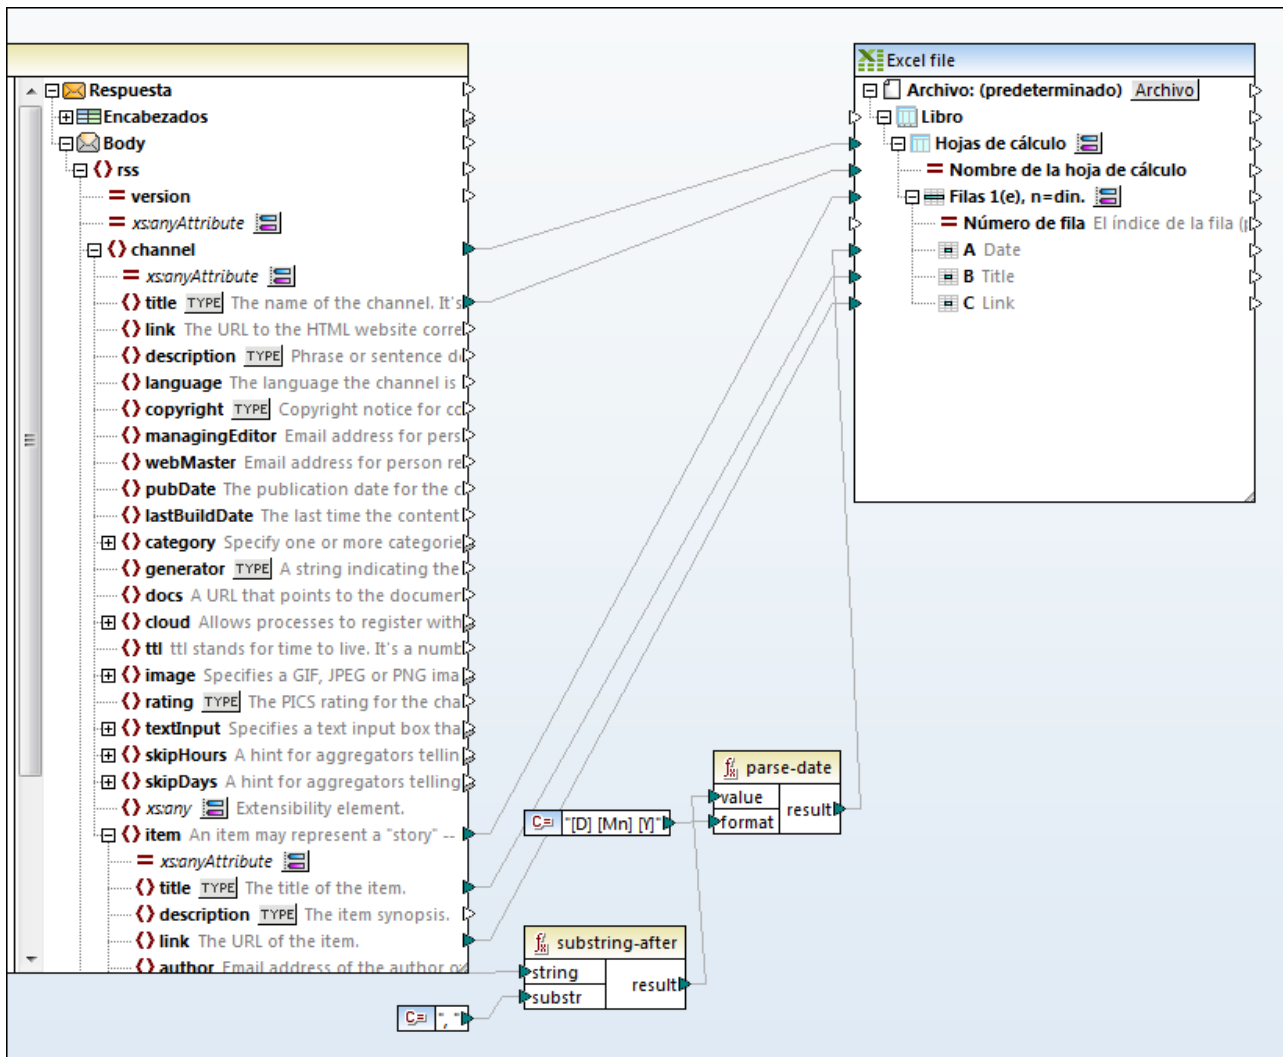 Respuesta
Encabezados
Body
rss
version
xs:anyAttribute
channel
xs:anyAttribute
title TYPE The name of the channel. It's
link The URL to the HTML website corre
description TYPE Phrase or sentence d
language The language the channel is
copyright TYPE Copyright notice for cc
managingEditor Email address for pers
webMaster Email address for person re
pubDate The publication date for the c
lastBuildDate The last time the content
category Specify one or more categorie
generator TYPE A string indicating the
docs A URL that points to the documen
cloud Allows processes to register with
ttl ttl stands for time to live. It's a numb
image Specifies a GIF, JPEG or PNG ima
rating TYPE The PICS rating for the cha
textInput Specifies a text input box tha
skipHours A hint for aggregators tellin
skipDays A hint for aggregators telling
xs:any Extensibility element.
item An item may represent a "story" --
xs:anyAttribute
title TYPE The title of the item.
description TYPE The item synopsis.
link The URL of the item.
author Email address of the author o
Excel file
Archivo: (predeterminado) Archivo
Libro
Hojas de cálculo
Nombre de la hoja de cálculo
Filas 1(e), n=din.
Número de fila El índice de la fila (
A Date
B Title
C Link
parse-date
value
format
result
C= "[D] [Mn] [Y]"
substring-after
string
substr
result
C= ", "